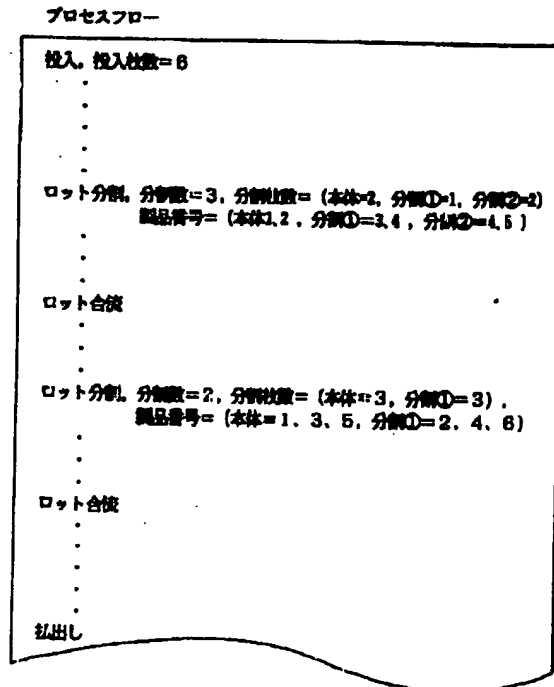 プロセスフロー
投入, 投入枚数=6
ロット分割, 分割数=3, 分割枚数= (本体=2, 分割①=1, 分割②=2)
製品番号= (本体1,2 , 分割①=3,4 , 分割②=4,5 )
ロット合流
ロット分割, 分割数=2, 分割枚数= (本体=3, 分割①=3) ,
製品番号= (本体=1, 3, 5, 分割①=2, 4, 6)
ロット合流
払出し